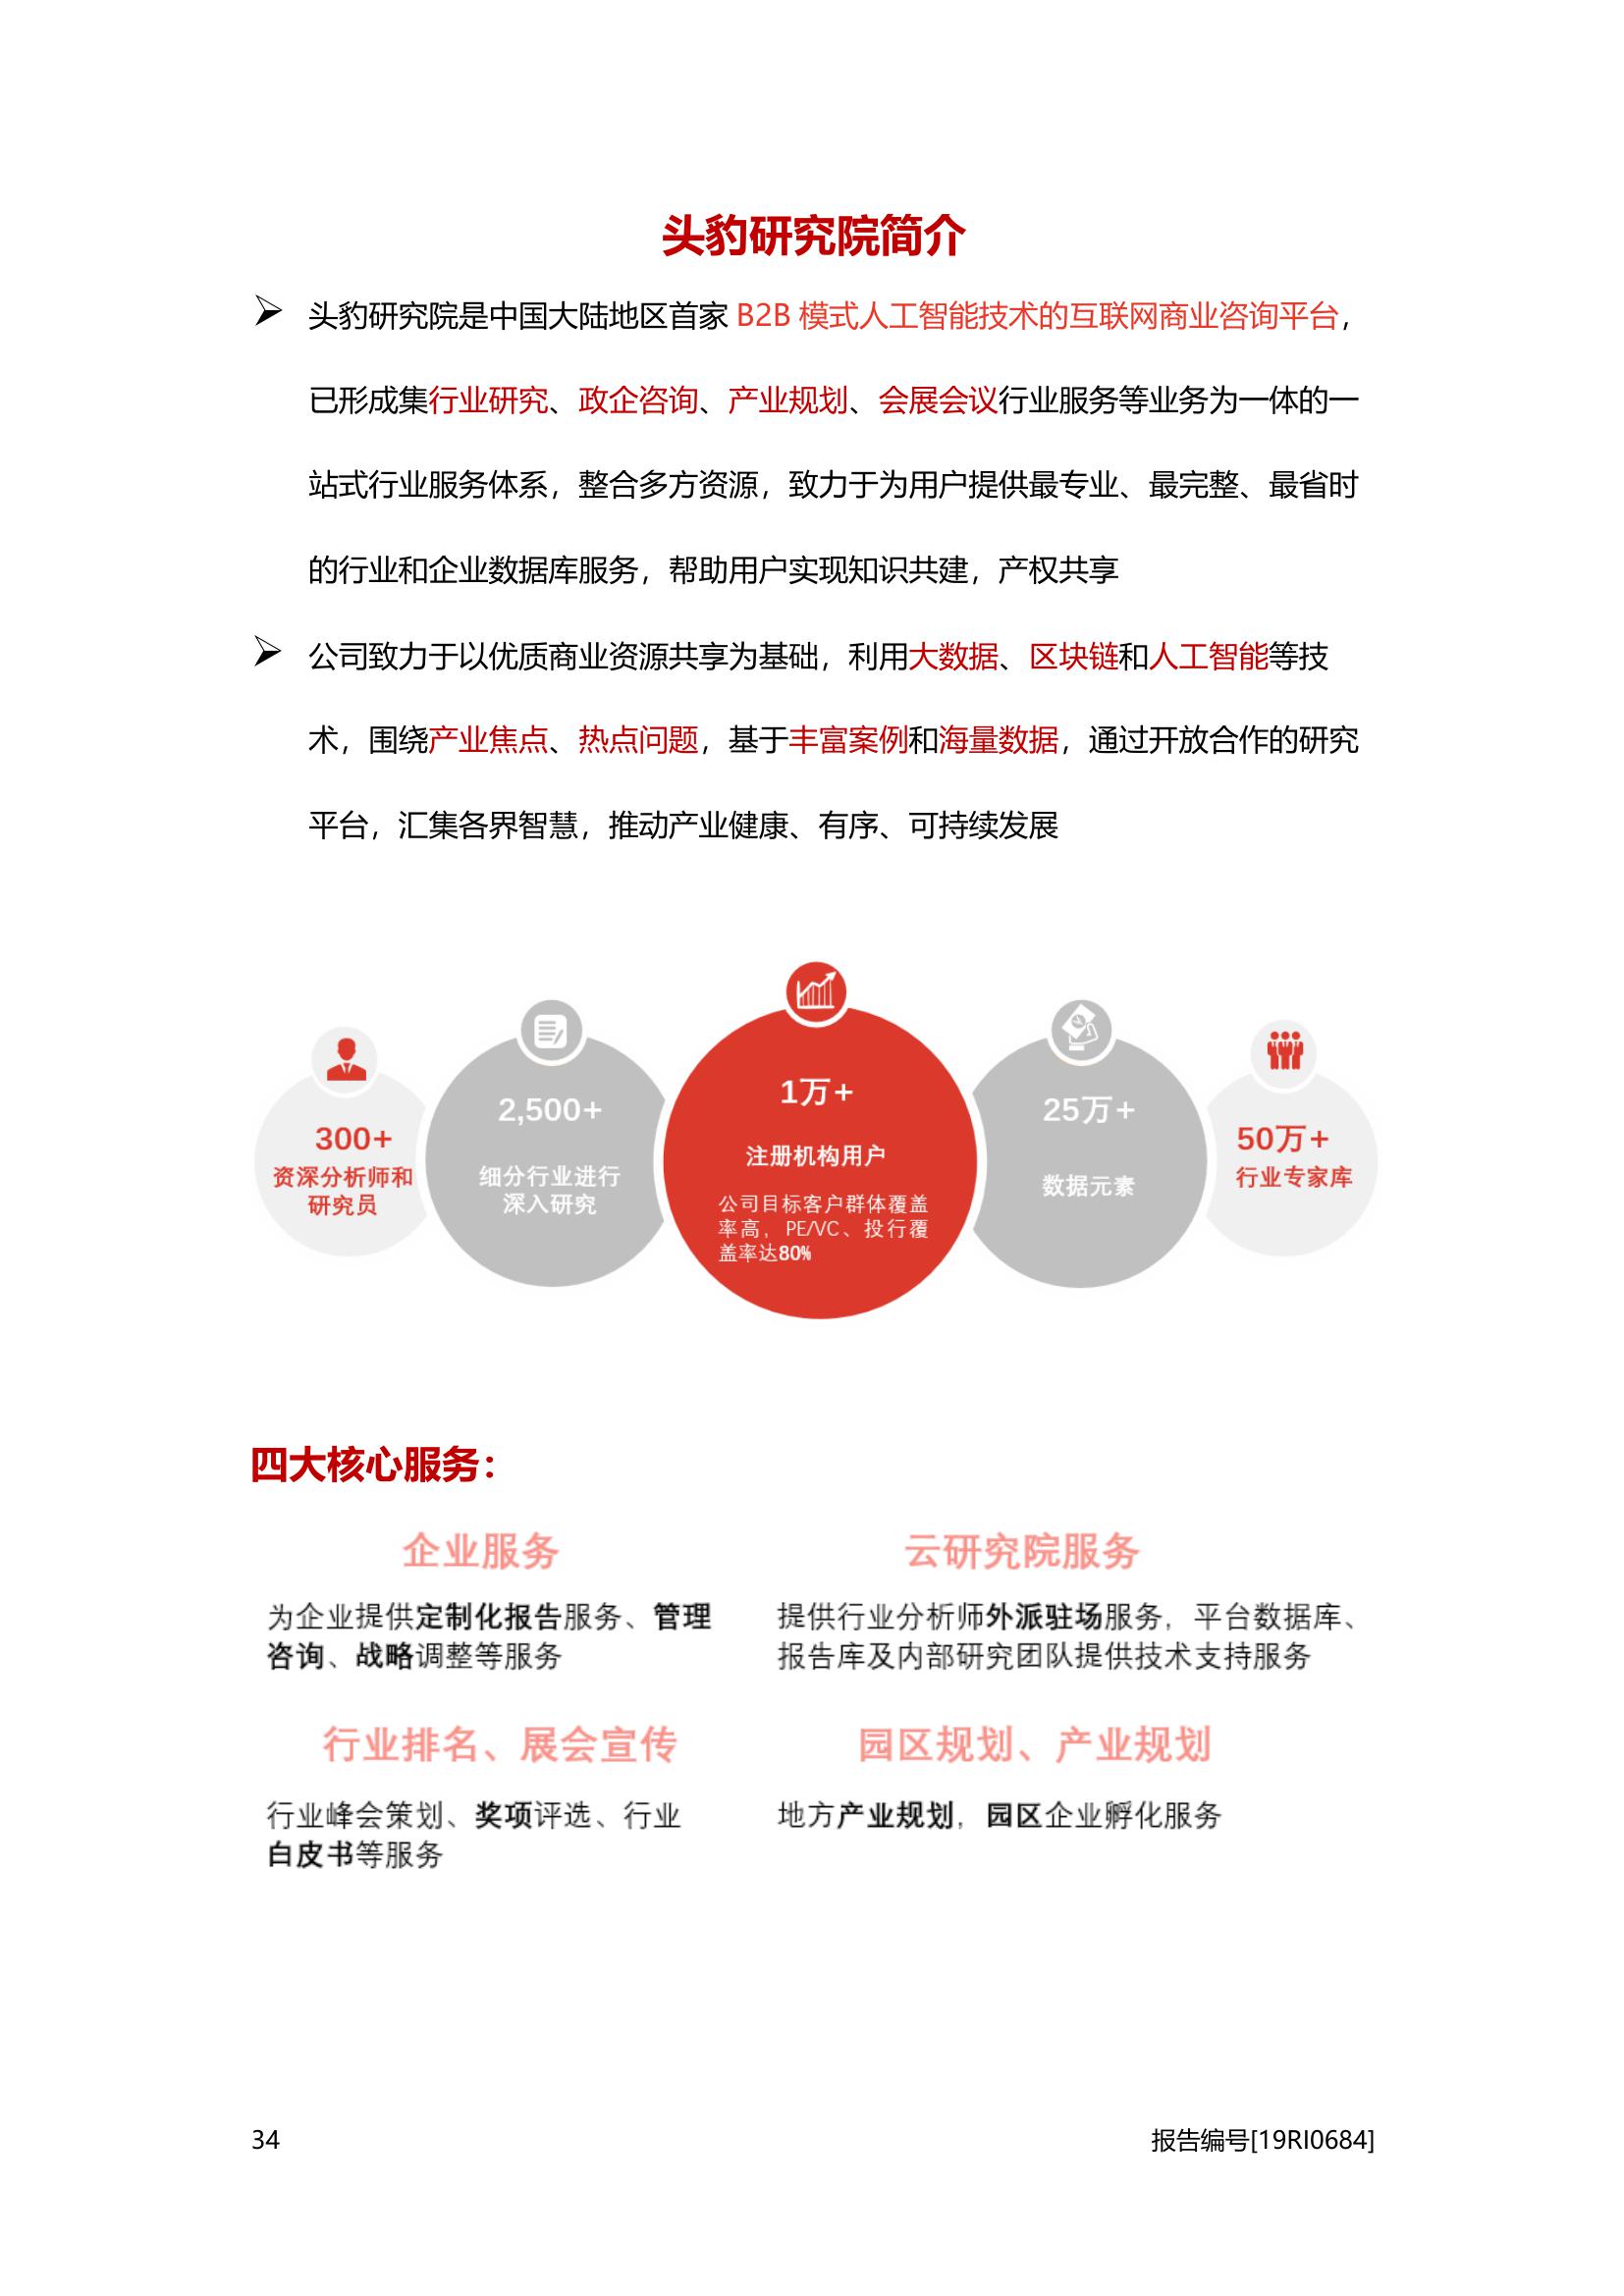 头豹研究院简介
➢ 头豹研究院是中国大陆地区首家 B2B 模式人工智能技术的互联网商业咨询平台，
已形成集行业研究、政企咨询、产业规划、会展会议行业服务等业务为一体的一
站式行业服务体系，整合多方资源，致力于为用户提供最专业、最完整、最省时
的行业和企业数据库服务，帮助用户实现知识共建，产权共享
➢ 公司致力于以优质商业资源共享为基础，利用大数据、区块链和人工智能等技
术，围绕产业焦点、热点问题，基于丰富案例和海量数据，通过开放合作的研究
平台，汇集各界智慧，推动产业健康、有序、可持续发展
300+
资深分析师和
研究员
2,500+
细分行业进行
深入研究
1万+
注册机构用户
公司目标客户群体覆盖
率高，PE/VC、投行覆
盖率达80%
25万+
数据元素
50万+
行业专家库
四大核心服务：
企业服务
为企业提供定制化报告服务、管理
咨询、战略调整等服务
云研究院服务
提供行业分析师外派驻场服务，平台数据库、
报告库及内部研究团队提供技术支持服务
行业排名、展会宣传
行业峰会策划、奖项评选、行业
白皮书等服务
园区规划、产业规划
地方产业规划，园区企业孵化服务
34
报告编号[19RI0684]